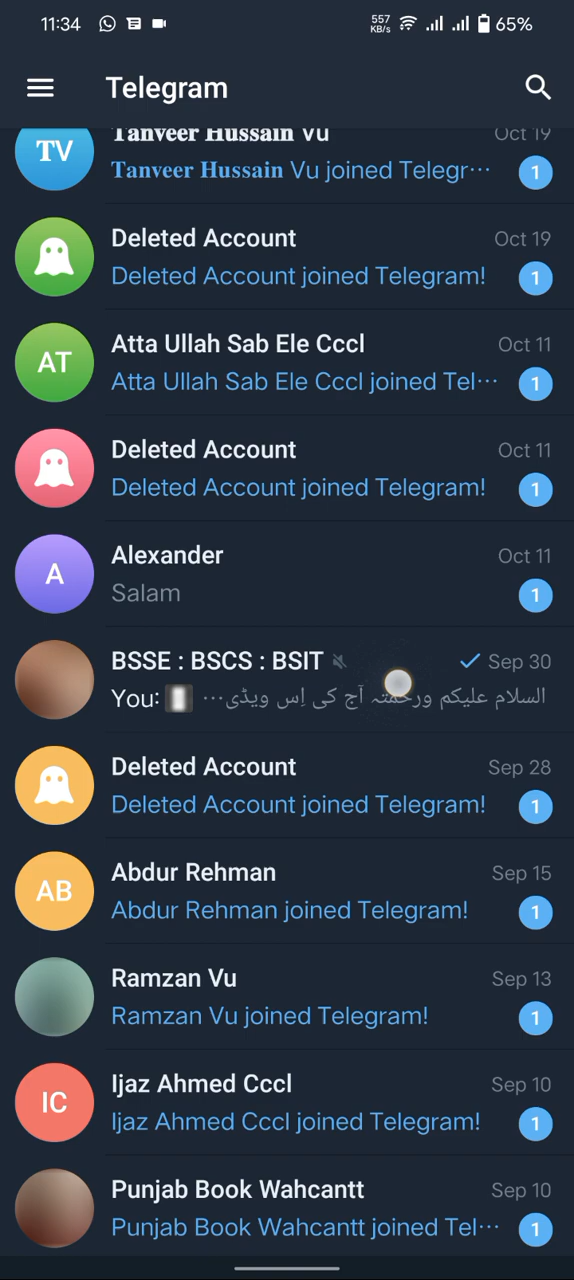 11:34 557 KB/s 65%
Telegram
Tanveer Hussain Vu Oct 19
TV
Tanveer Hussain Vu joined Telegr... 1
Deleted Account Oct 19
Deleted Account joined Telegram! 1
Atta Ullah Sab Ele Cccl Oct 11
AT
Atta Ullah Sab Ele Cccl joined Tel... 1
Deleted Account Oct 11
Deleted Account joined Telegram! 1
Alexander Oct 11
A
Salam 1
BSSE : BSCS : BSIT Sep 30
You: السلام علیکم ورحمتہ آج کی اِس ویڈی...
Deleted Account Sep 28
Deleted Account joined Telegram! 1
Abdur Rehman Sep 15
AB
Abdur Rehman joined Telegram! 1
Ramzan Vu Sep 13
Ramzan Vu joined Telegram! 1
Ijaz Ahmed Cccl Sep 10
IC
Ijaz Ahmed Cccl joined Telegram! 1
Punjab Book Wahcantt Sep 10
Punjab Book Wahcantt joined Tel... 1